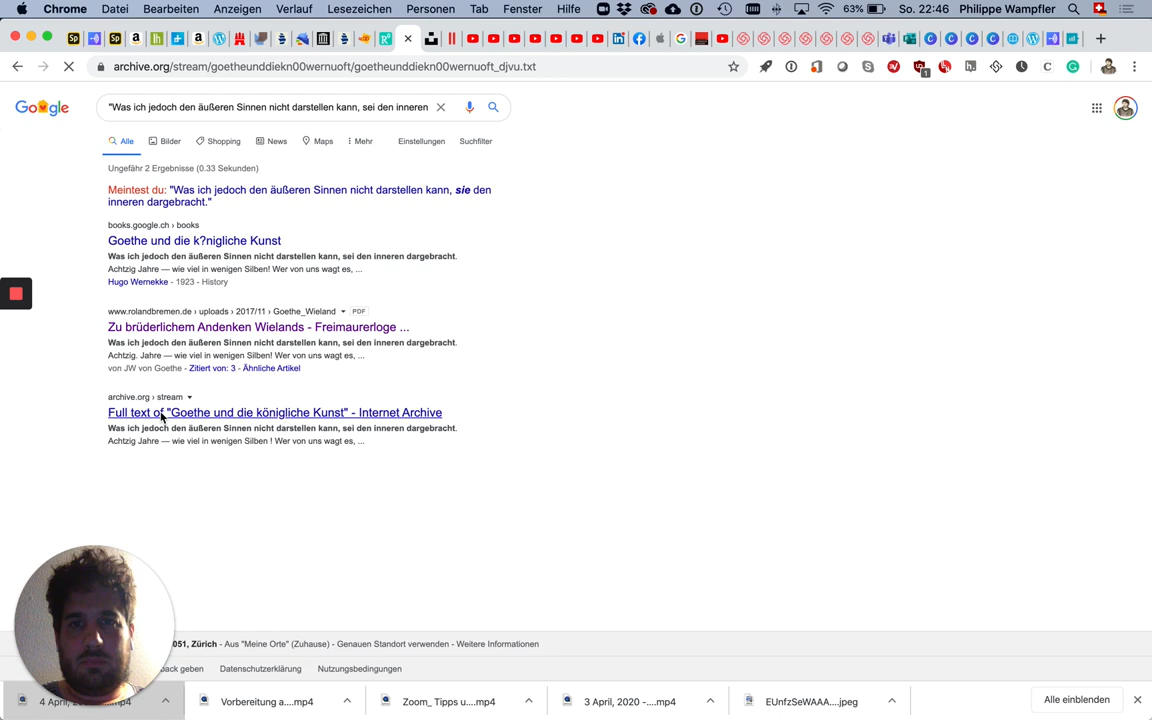 Chrome Datei Bearbeiten Anzeigen Verlauf Lesezeichen Personen Tab Fenster Hilfe 63% So. 22:46 Philippe Wampfler
archive.org/stream/goetheunddiekn00wernuoft/goetheunddiekn00wernuoft_djvu.txt
Google "Was ich jedoch den äußeren Sinnen nicht darstellen kann, sei den inneren
Alle Bilder Shopping News Maps Mehr Einstellungen Suchfilter
Ungefähr 2 Ergebnisse (0.33 Sekunden)
Meintest du: "Was ich jedoch den äußeren Sinnen nicht darstellen kann, sie den
inneren dargebracht."
books.google.ch › books
Goethe und die k?nigliche Kunst
Was ich jedoch den äußeren Sinnen nicht darstellen kann, sei den inneren dargebracht.
Achtzig Jahre — wie viel in wenigen Silben! Wer von uns wagt es, ...
Hugo Wernekke - 1923 - History
www.rolandbremen.de › uploads › 2017/11 › Goethe_Wieland PDF
Zu brüderlichem Andenken Wielands - Freimaurerloge ...
Was ich jedoch den äußeren Sinnen nicht darstellen kann, sei den inneren dargebracht.
Achtzig. Jahre — wie viel in wenigen Silben! Wer von uns wagt es, ...
von JW von Goethe - Zitiert von: 3 - Ähnliche Artikel
archive.org › stream
Full text of "Goethe und die königliche Kunst" - Internet Archive
Was ich jedoch den äußeren Sinnen nicht darstellen kann, sei den inneren dargebracht.
Achtzig Jahre — wie viel in wenigen Silben ! Wer von uns wagt es, ...
051, Zürich - Aus "Meine Orte" (Zuhause) - Genauen Standort verwenden - Weitere Informationen
back geben Datenschutzerklärung Nutzungsbedingungen
4 April, Vorbereitung a....mp4 Zoom_ Tipps u....mp4 3 April, 2020 -....mp4 EUnfzSeWAAA....jpeg Alle einblenden